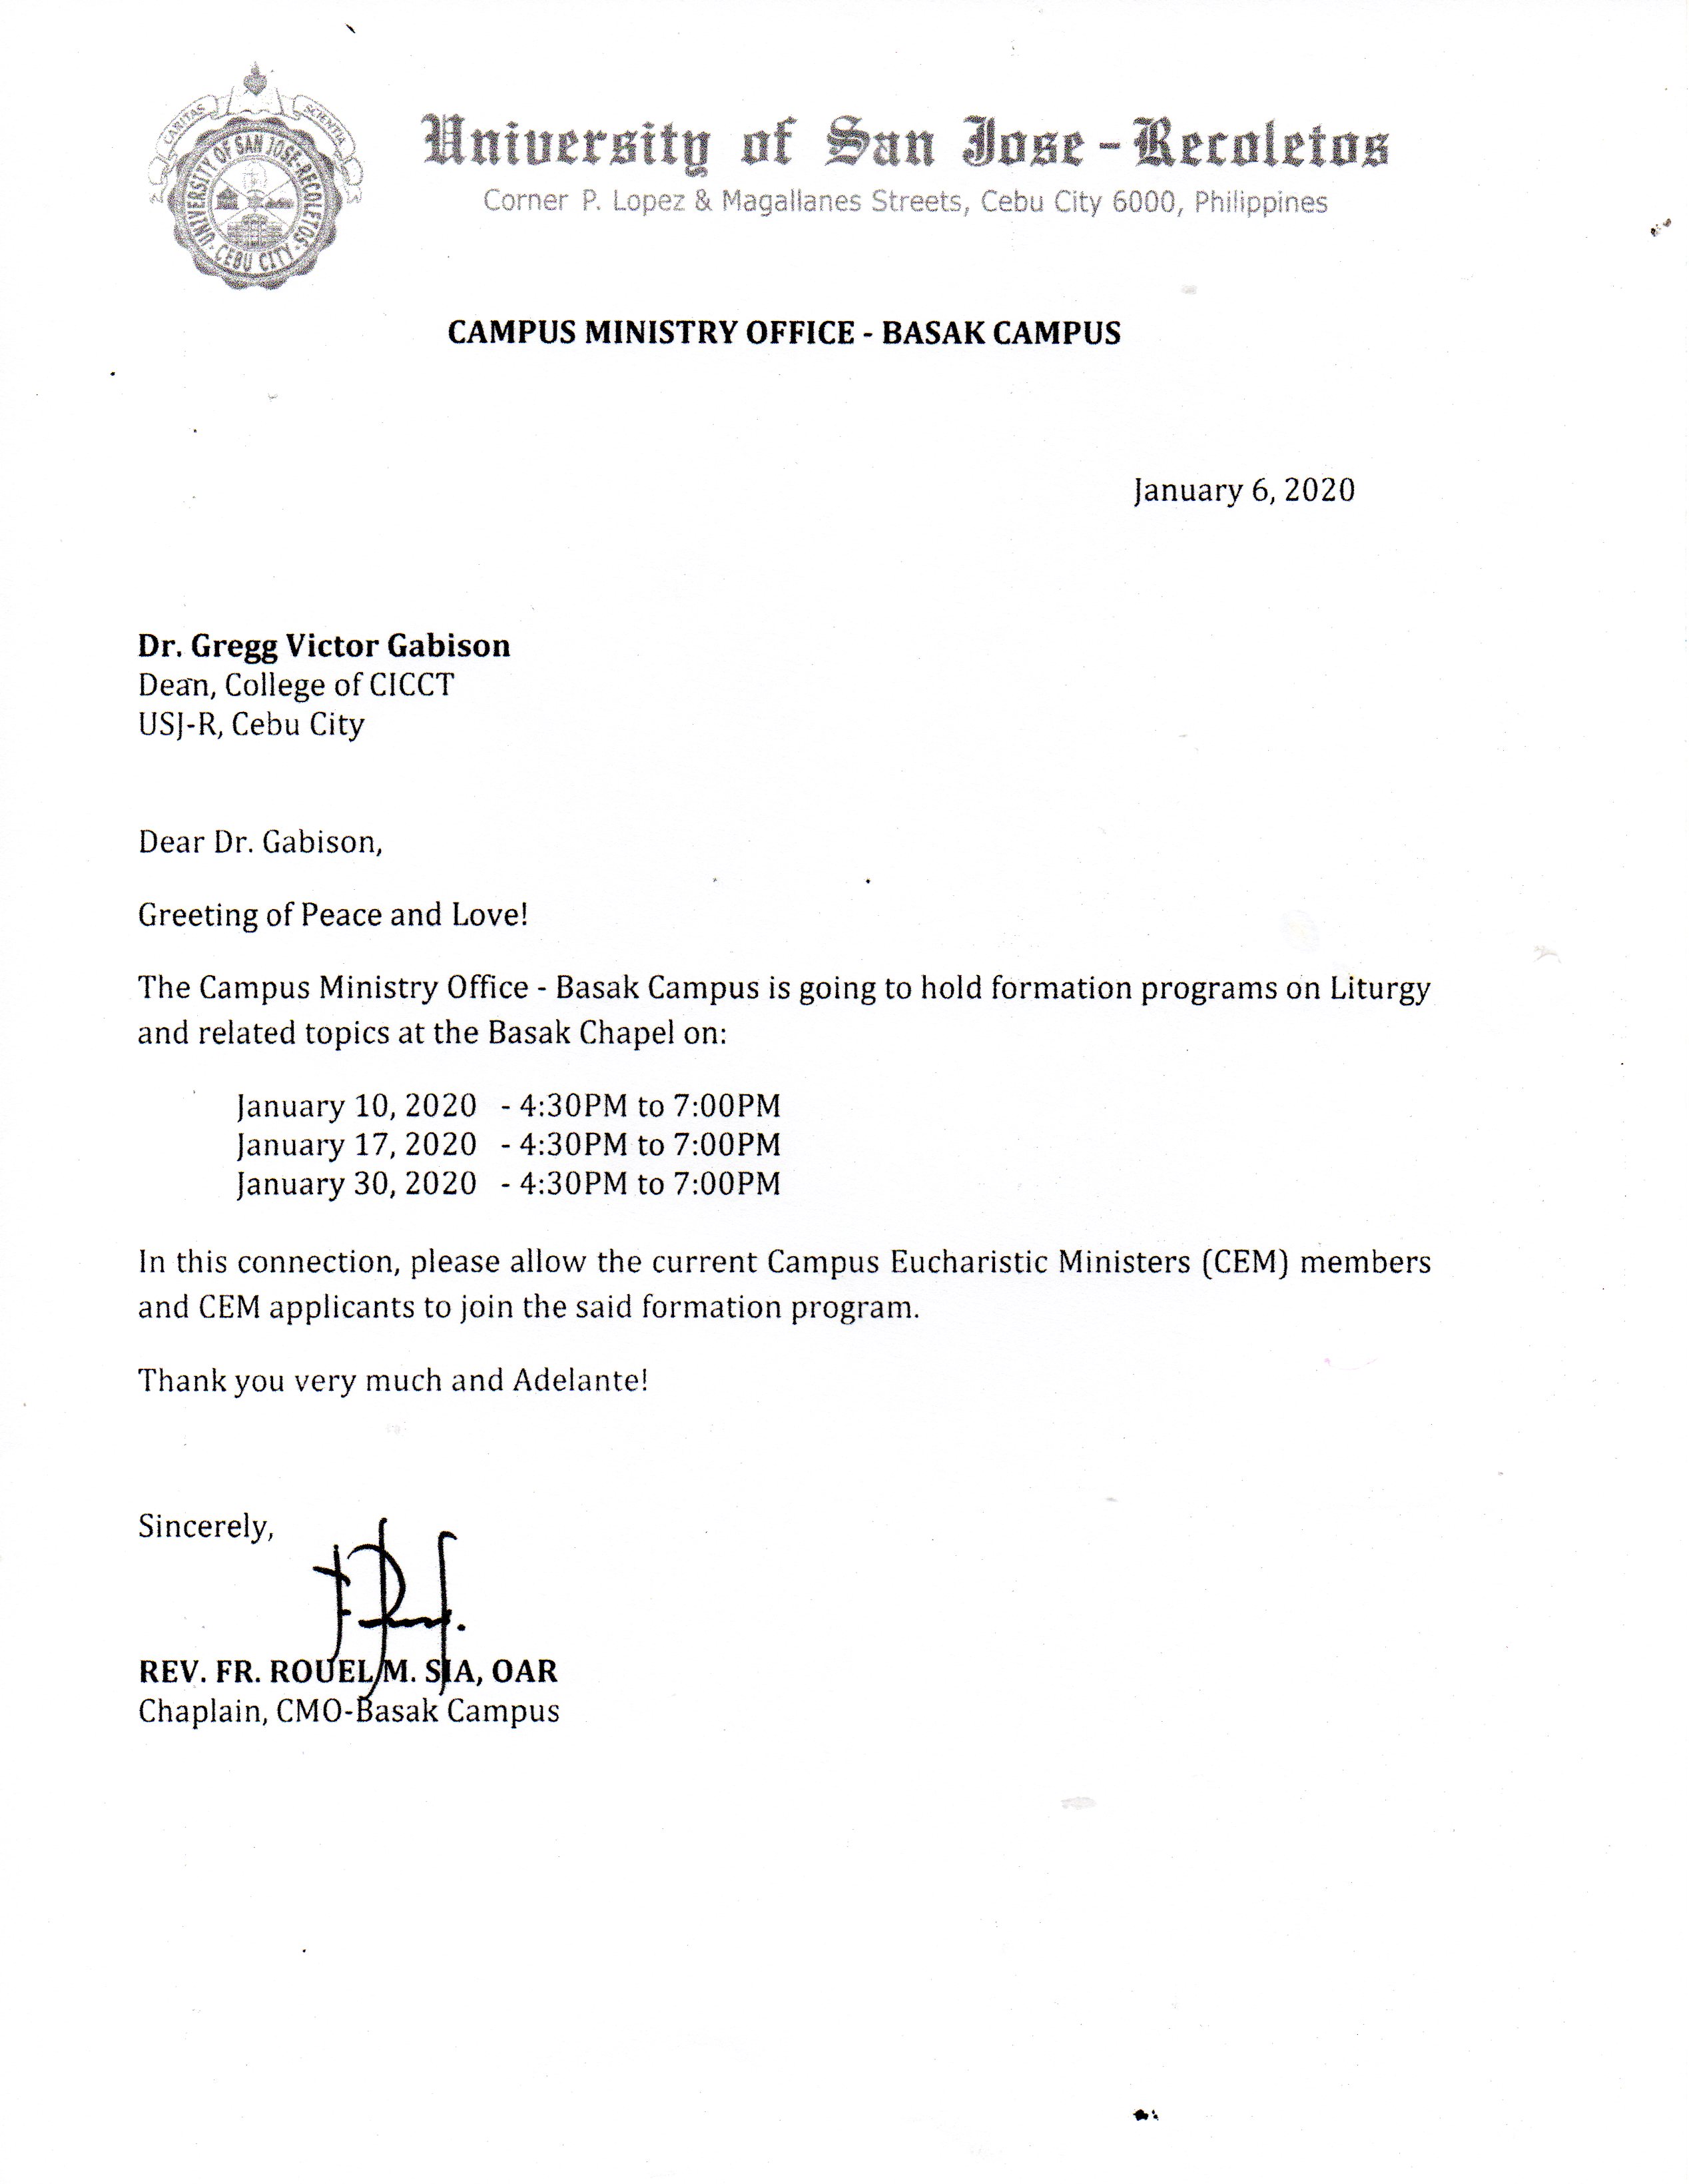 CARITAS SCIENTIA
UNIVERSITY OF SAN JOSE-RECOLETOS
· CEBU CITY ·
University of San Jose - Recoletos
Corner P. Lopez & Magallanes Streets, Cebu City 6000, Philippines
CAMPUS MINISTRY OFFICE - BASAK CAMPUS
January 6, 2020
Dr. Gregg Victor Gabison
Dean, College of CICCT
USJ-R, Cebu City
Dear Dr. Gabison,
Greeting of Peace and Love!
The Campus Ministry Office - Basak Campus is going to hold formation programs on Liturgy
and related topics at the Basak Chapel on:
January 10, 2020 - 4:30PM to 7:00PM
January 17, 2020 - 4:30PM to 7:00PM
January 30, 2020 - 4:30PM to 7:00PM
In this connection, please allow the current Campus Eucharistic Ministers (CEM) members
and CEM applicants to join the said formation program.
Thank you very much and Adelante!
Sincerely,
REV. FR. ROUEL M. SIA, OAR
Chaplain, CMO-Basak Campus